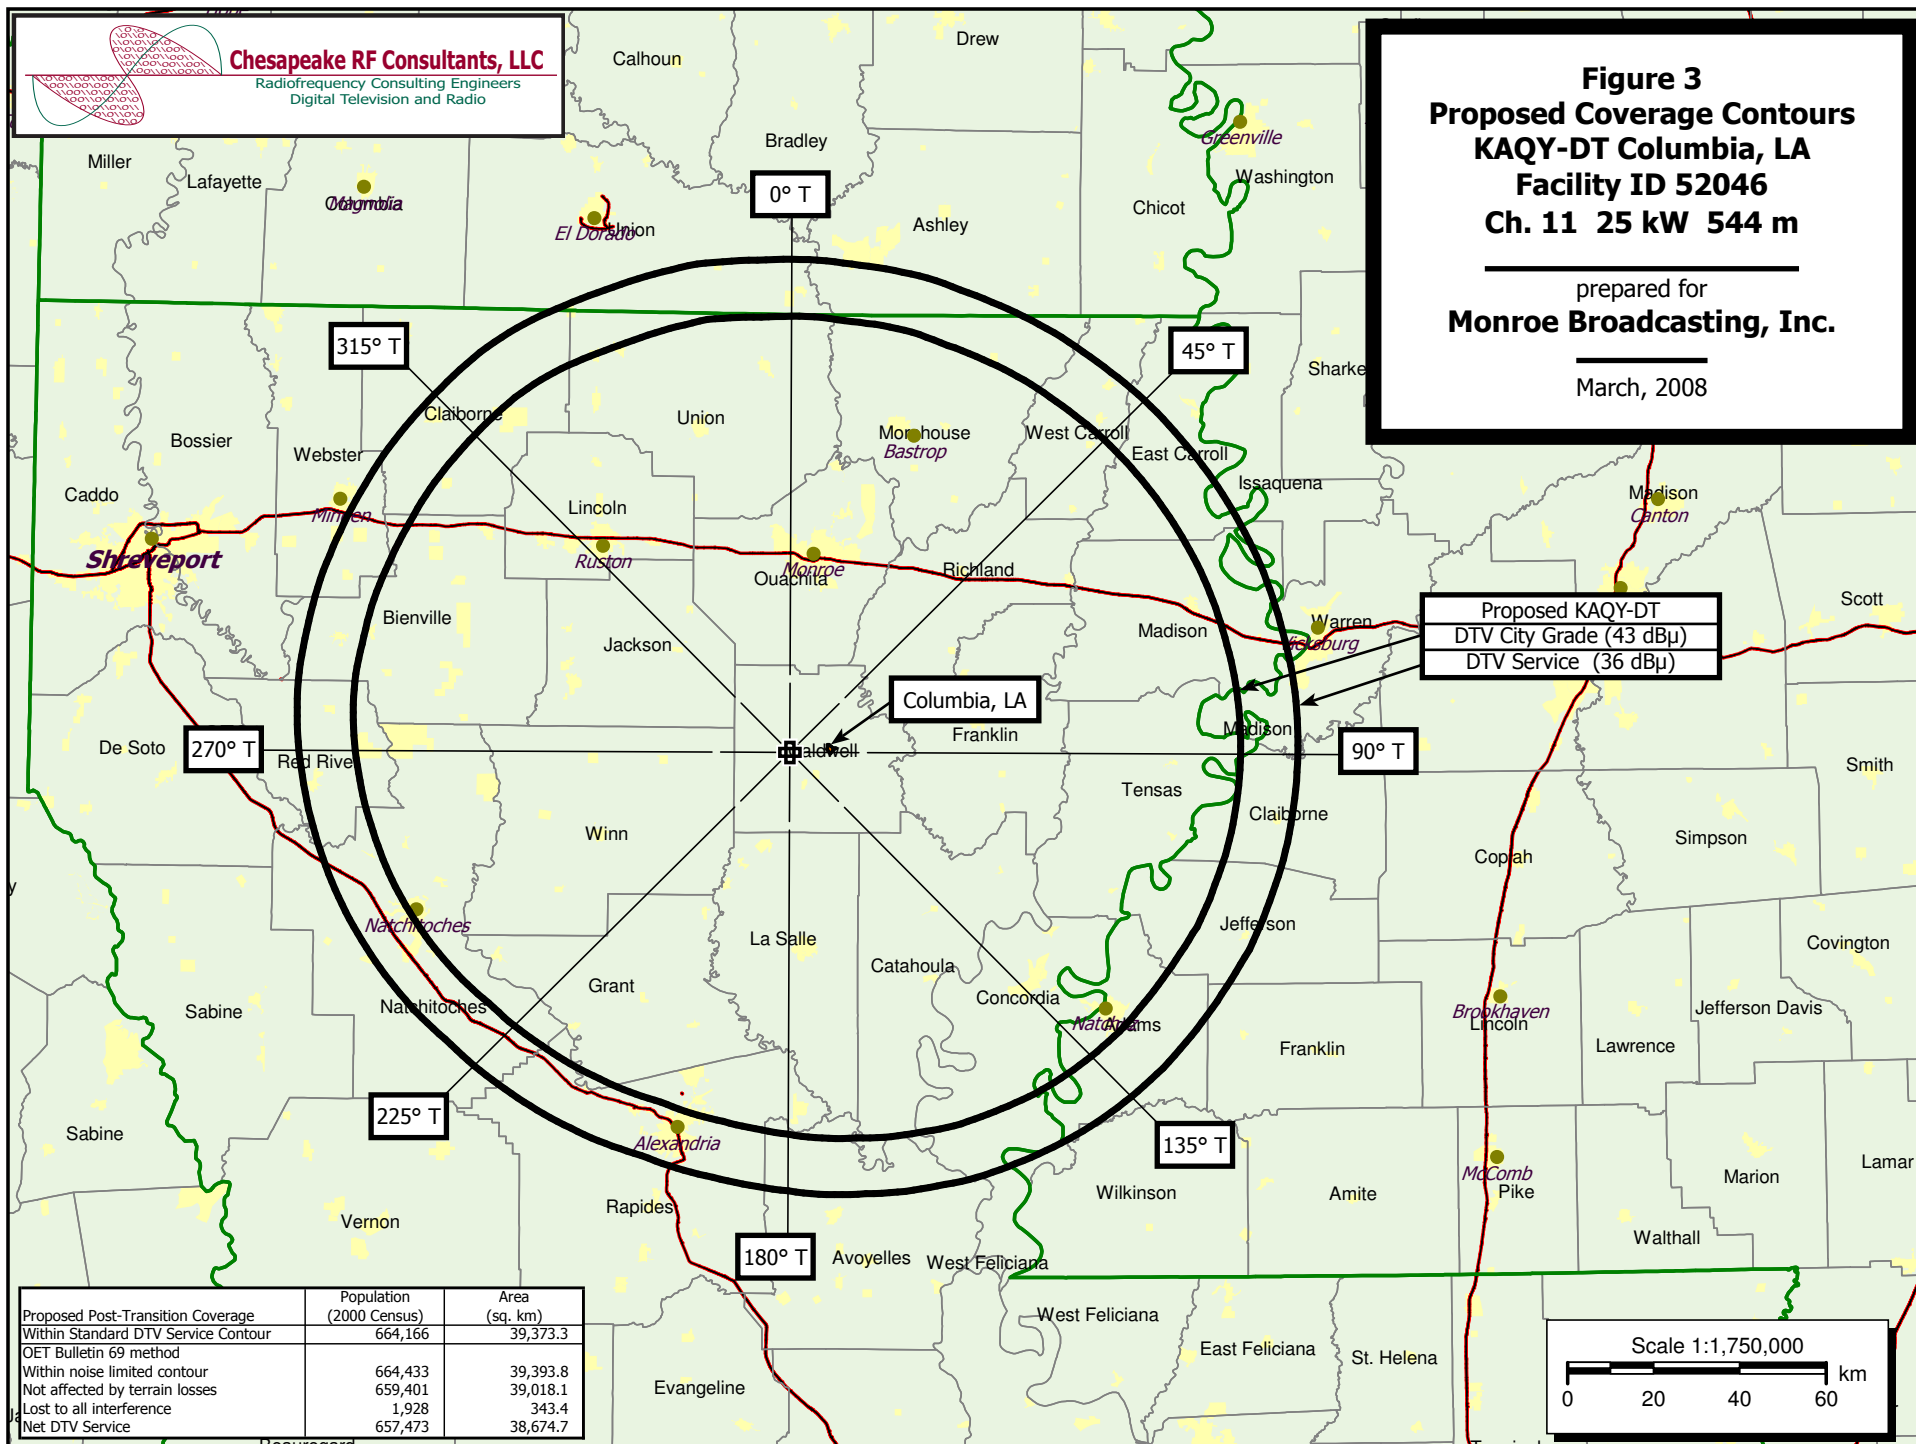 Chesapeake RF Consultants, LLC
Radiofrequency Consulting Engineers
Digital Television and Radio
Figure 3
Proposed Coverage Contours
KAQY-DT Columbia, LA
Facility ID 52046
Ch. 11 25 kW 544 m
prepared for
Monroe Broadcasting, Inc.
March, 2008
Calhoun
Drew
Bradley
Miller
Lafayette
Columbia
Magnolia
El Dorado
Union
Ashley
Chicot
Greenville
Washington
0° T
315° T
45° T
Sharke
Claiborne
Union
Morehouse
Bastrop
West Carroll
East Carroll
Bossier
Webster
Issaquena
Caddo
Minden
Lincoln
Madison
Canton
Shreveport
Ruston
Monroe
Ouachita
Richland
Bienville
Jackson
Madison
Warren
Vicksburg
Scott
Proposed KAQY-DT
DTV City Grade (43 dBµ)
DTV Service (36 dBµ)
Columbia, LA
Franklin
Madison
De Soto
270° T
Red Rive
Caldwell
90° T
Smith
Tensas
Claiborne
Winn
Simpson
Copiah
Natchitoches
La Salle
Jefferson
Covington
Catahoula
Grant
Concordia
Natchitoches
Sabine
Natchez
Adams
Brookhaven
Lincoln
Jefferson Davis
Franklin
Lawrence
225° T
Sabine
Alexandria
135° T
McComb
Pike
Marion
Lamar
Wilkinson
Amite
Rapides
Vernon
Walthall
180° T
Avoyelles
West Feliciana
West Feliciana
East Feliciana
St. Helena
Evangeline
Beauregard
Proposed Post-Transition Coverage Population (2000 Census) Area (sq. km)
Within Standard DTV Service Contour 664,166 39,373.3
OET Bulletin 69 method
Within noise limited contour 664,433 39,393.8
Not affected by terrain losses 659,401 39,018.1
Lost to all interference 1,928 343.4
Net DTV Service 657,473 38,674.7
Scale 1:1,750,000
km
0 20 40 60